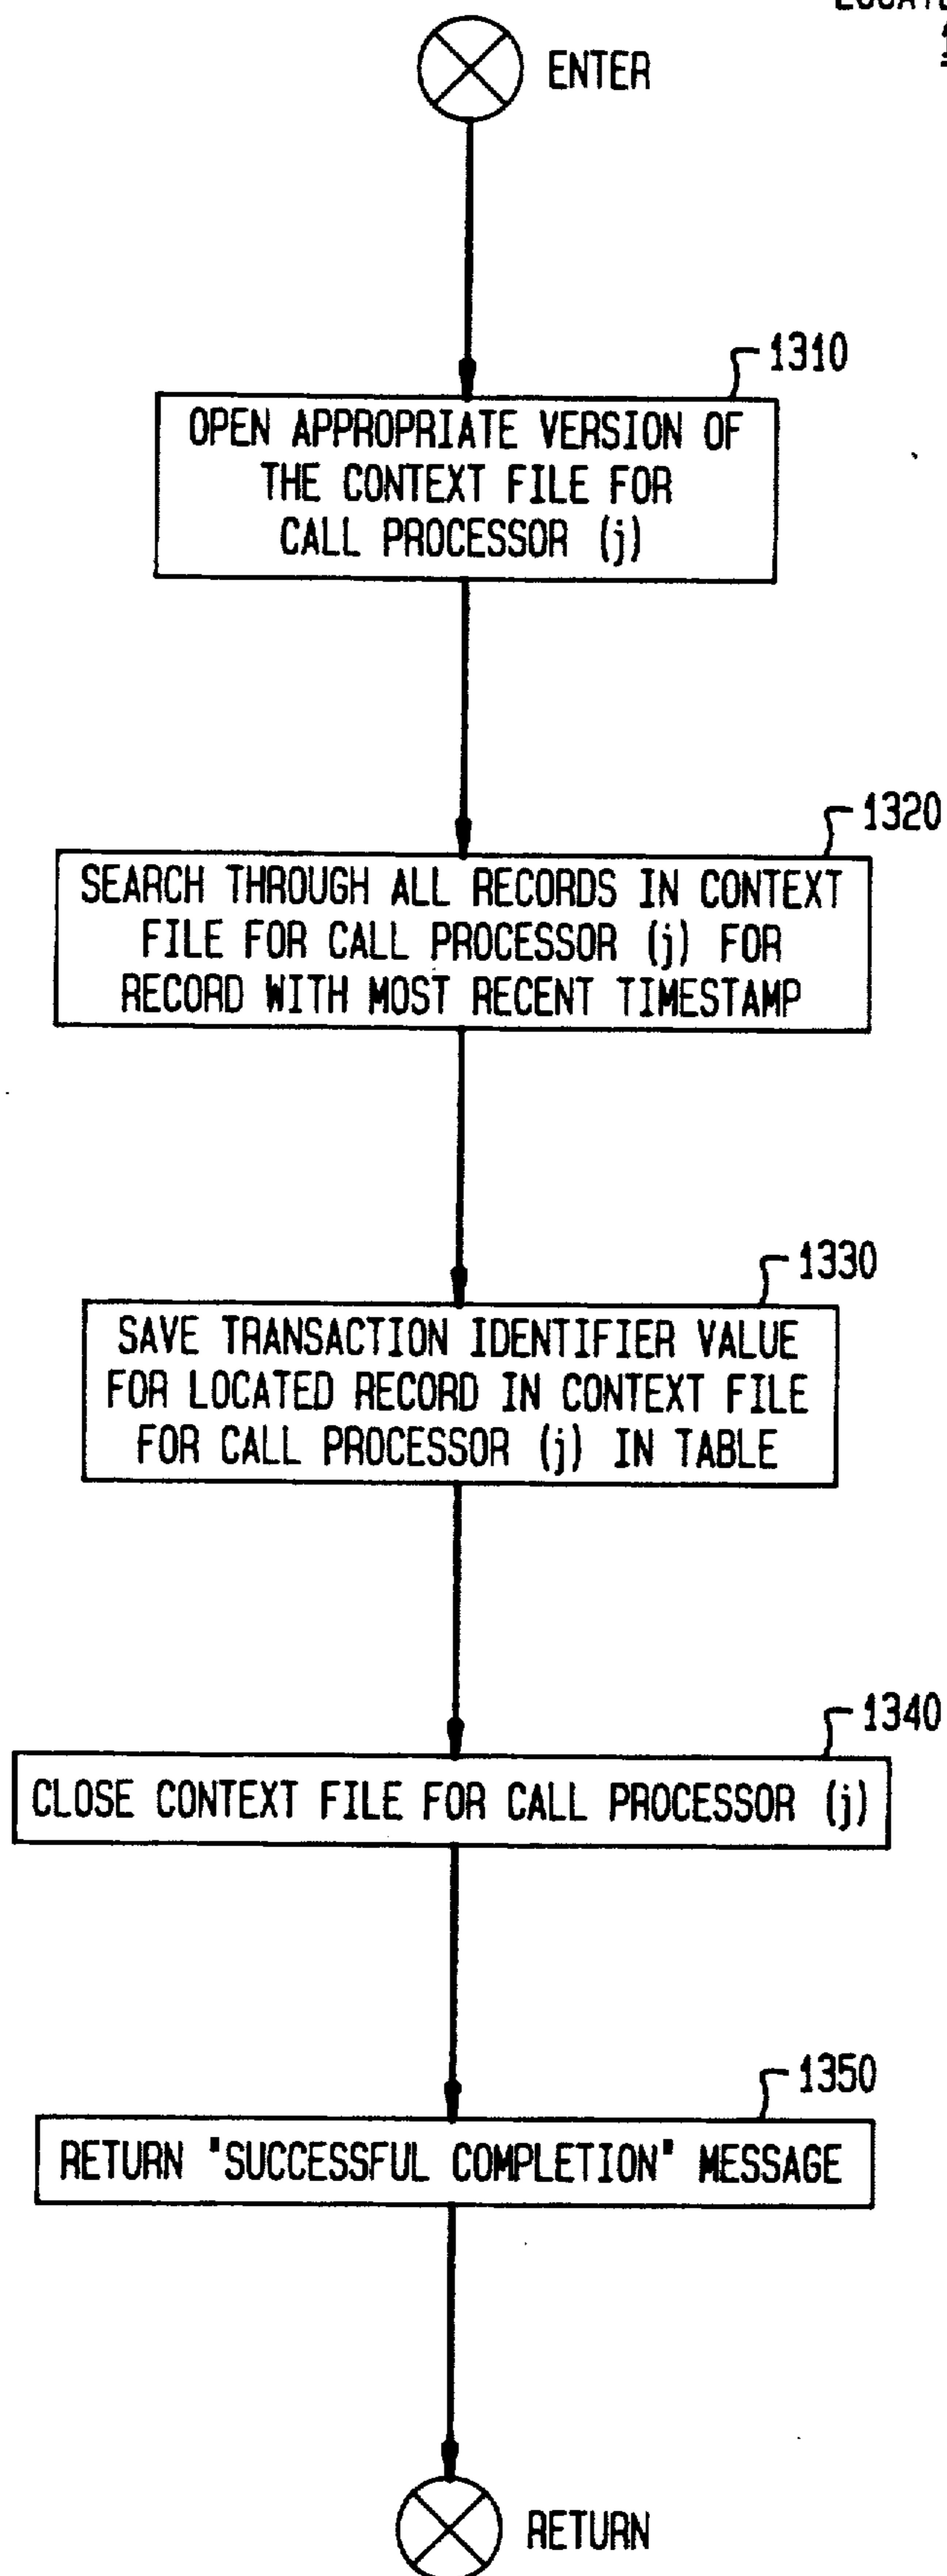 ENTER
1310
OPEN APPROPRIATE VERSION OF
THE CONTEXT FILE FOR
CALL PROCESSOR (j)
1320
SEARCH THROUGH ALL RECORDS IN CONTEXT
FILE FOR CALL PROCESSOR (j) FOR
RECORD WITH MOST RECENT TIMESTAMP
1330
SAVE TRANSACTION IDENTIFIER VALUE
FOR LOCATED RECORD IN CONTEXT FILE
FOR CALL PROCESSOR (j) IN TABLE
1340
CLOSE CONTEXT FILE FOR CALL PROCESSOR (j)
1350
RETURN "SUCCESSFUL COMPLETION" MESSAGE
RETURN